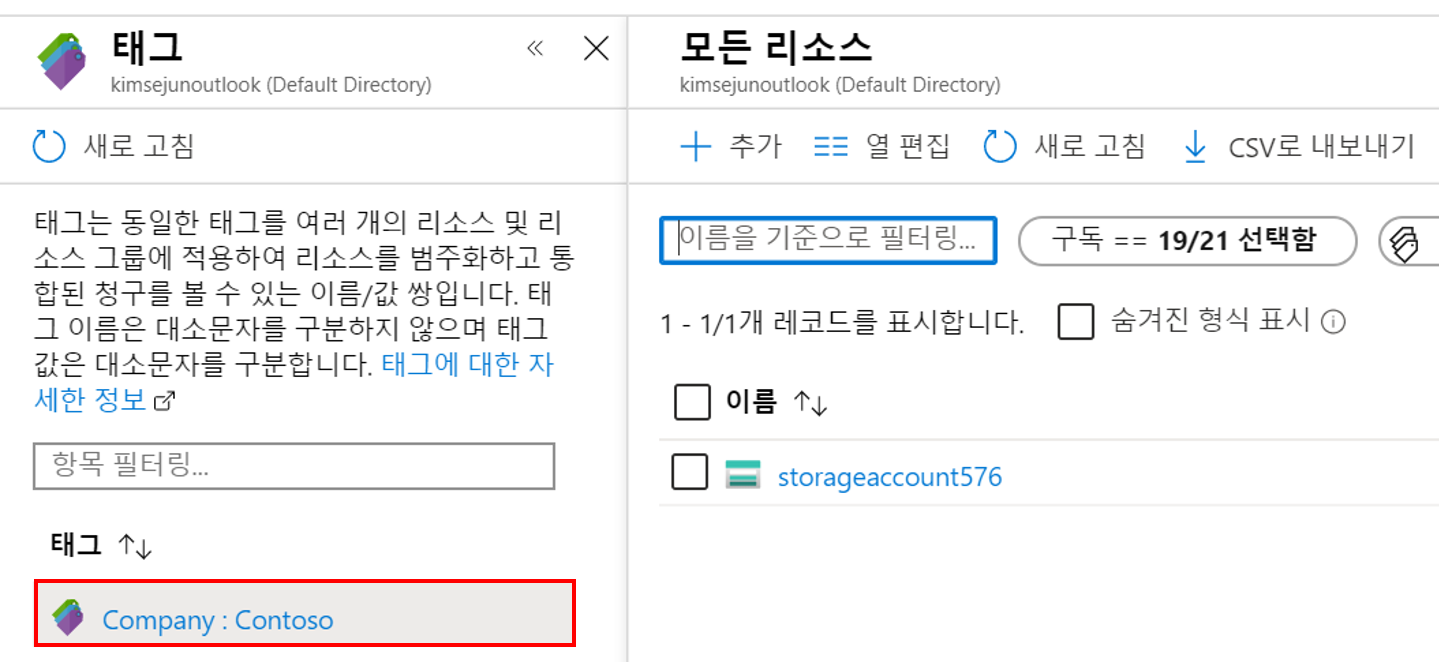 태그
kimsejunoutlook (Default Directory)
새로 고침
태그는 동일한 태그를 여러 개의 리소스 및 리
소스 그룹에 적용하여 리소스를 범주화하고 통
합된 청구를 볼 수 있는 이름/값 쌍입니다. 태
그 이름은 대소문자를 구분하지 않으며 태그
값은 대소문자를 구분합니다. 태그에 대한 자
세한 정보
항목 필터링...
태그
Company : Contoso
모든 리소스
kimsejunoutlook (Default Directory)
추가 열 편집 새로 고침 CSV로 내보내기
이름을 기준으로 필터링... 구독 == 19/21 선택함
1 - 1/1개 레코드를 표시합니다. 숨겨진 형식 표시
이름
storageaccount576